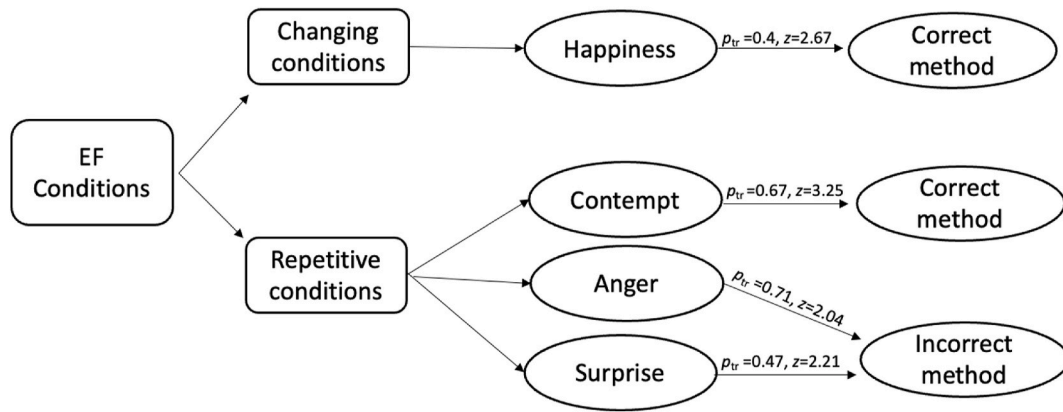 Changing
conditions
Happiness
p_tr =0.4, z=2.67
Correct
method
EF
Conditions
Contempt
p_tr =0.67, z=3.25
Correct
method
Repetitive
conditions
Anger
p_tr =0.71, z=2.04
Surprise
p_tr =0.47, z=2.21
Incorrect
method